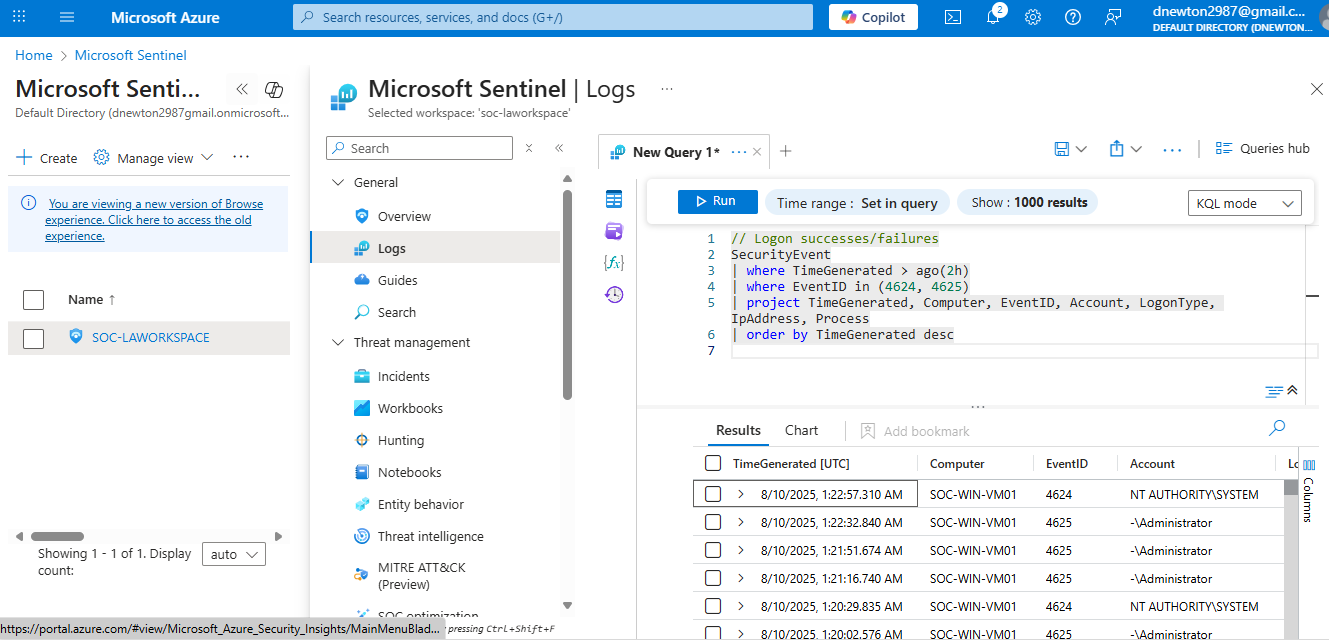 Microsoft Azure
Search resources, services, and docs (G+/)
Copilot
2
dnewton2987@gmail.c...
DEFAULT DIRECTORY (DNEWTON...
Home > Microsoft Sentinel
Microsoft Senti...
Default Directory (dnewton2987gmail.onmicrosoft...
Create
Manage view
...
You are viewing a new version of Browse
experience. Click here to access the old
experience.
Name ↑
SOC-LAWORKSPACE
Showing 1 - 1 of 1. Display
count:
auto
https://portal.azure.com/#view/Microsoft_Azure_Security_Insights/MainMenuBlad...
Microsoft Sentinel | Logs
...
Selected workspace: 'soc-laworkspace'
Search
General
Overview
Logs
Guides
Search
Threat management
Incidents
Workbooks
Hunting
Notebooks
Entity behavior
Threat intelligence
MITRE ATT&CK
(Preview)
SOC optimization
pressing Ctrl+Shift+F
New Query 1*
...
Queries hub
Run
Time range : Set in query
Show : 1000 results
KQL mode
1 // Logon successes/failures
2 SecurityEvent
3 | where TimeGenerated > ago(2h)
4 | where EventID in (4624, 4625)
5 | project TimeGenerated, Computer, EventID, Account, LogonType,
IpAddress, Process
6 | order by TimeGenerated desc
7
Results
Chart
Add bookmark
TimeGenerated [UTC] Computer EventID Account Lo
8/10/2025, 1:22:57.310 AM SOC-WIN-VM01 4624 NT AUTHORITY\SYSTEM
8/10/2025, 1:22:32.840 AM SOC-WIN-VM01 4625 -\Administrator
8/10/2025, 1:21:51.674 AM SOC-WIN-VM01 4625 -\Administrator
8/10/2025, 1:21:16.740 AM SOC-WIN-VM01 4625 -\Administrator
8/10/2025, 1:20:29.835 AM SOC-WIN-VM01 4624 NT AUTHORITY\SYSTEM
8/10/2025, 1:20:02.576 AM SOC-WIN-VM01 4625 -\Administrator
Columns